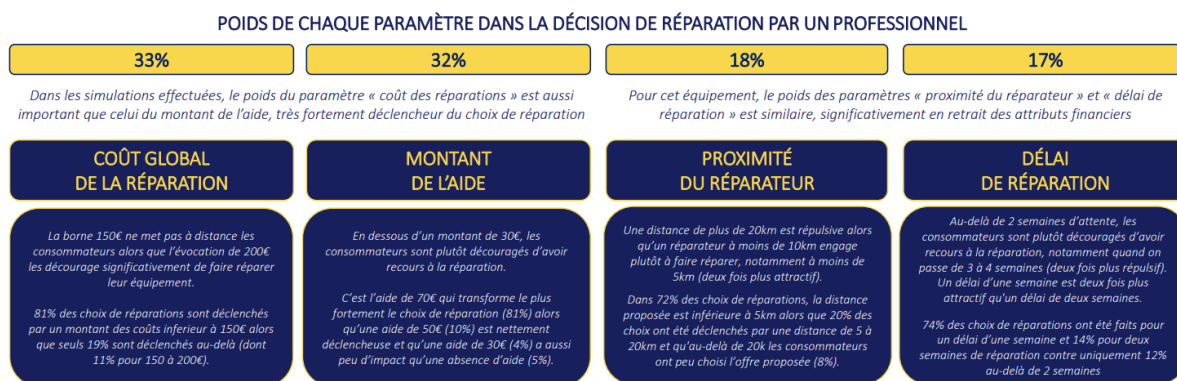 POIDS DE CHAQUE PARAMÈTRE DANS LA DÉCISION DE RÉPARATION PAR UN PROFESSIONNEL
33%
32%
18%
17%
Dans les simulations effectuées, le poids du paramètre « coût des réparations » est aussi
important que celui du montant de l'aide, très fortement déclencheur du choix de réparation
Pour cet équipement, le poids des paramètres « proximité du réparateur » et « délai de
réparation » est similaire, significativement en retrait des attributs financiers
COÛT GLOBAL
DE LA RÉPARATION
La borne 150€ ne met pas à distance les
consommateurs alors que l'évocation de 200€
les décourage significativement de faire réparer
leur équipement.
81% des choix de réparations sont déclenchés
par un montant des coûts inferieur à 150€ alors
que seuls 19% sont déclenchés au-delà (dont
11% pour 150 à 200€).
MONTANT
DE L'AIDE
En dessous d'un montant de 30€, les
consommateurs sont plutôt découragés d'avoir
recours à la réparation.
C'est l'aide de 70€ qui transforme le plus
fortement le choix de réparation (81%) alors
qu'une aide de 50€ (10%) est nettement
déclencheuse et qu'une aide de 30€ (4%) a aussi
peu d'impact qu'une absence d'aide (5%).
PROXIMITÉ
DU RÉPARATEUR
Une distance de plus de 20km est répulsive alors
qu'un réparateur à moins de 10km engage
plutôt à faire réparer, notamment à moins de
5km (deux fois plus attractif).
Dans 72% des choix de réparations, la distance
proposée est inférieure à 5km alors que 20% des
choix ont été déclenchés par une distance de 5 à
20km et qu'au-delà de 20k les consommateurs
ont peu choisi l'offre proposée (8%).
DÉLAI
DE RÉPARATION
Au-delà de 2 semaines d'attente, les
consommateurs sont plutôt découragés d'avoir
recours à la réparation, notamment quand on
passe de 3 à 4 semaines (deux fois plus répulsif).
Un délai d'une semaine est deux fois plus
attractif qu'un délai de deux semaines.
74% des choix de réparations ont été faits pour
un délai d'une semaine et 14% pour deux
semaines de réparation contre uniquement 12%
au-delà de 2 semaines